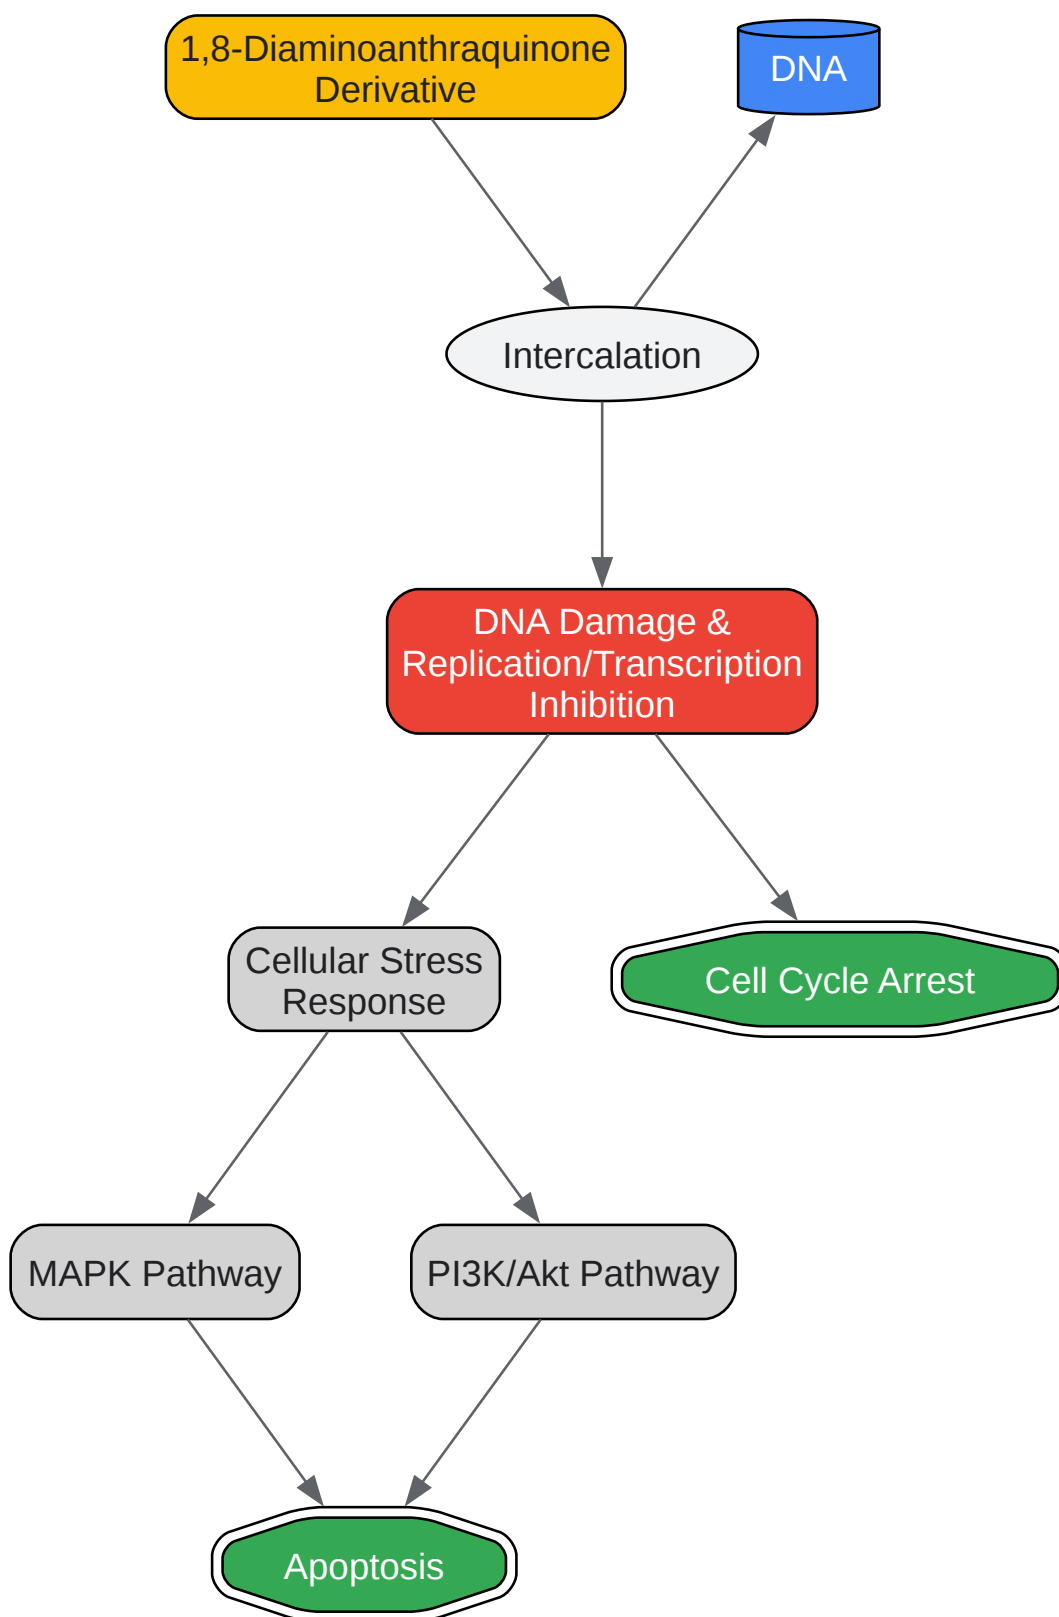 1,8-Diaminoanthraquinone
Derivative
DNA
Intercalation
DNA Damage &
Replication/Transcription
Inhibition
Cellular Stress
Response
Cell Cycle Arrest
MAPK Pathway
PI3K/Akt Pathway
Apoptosis